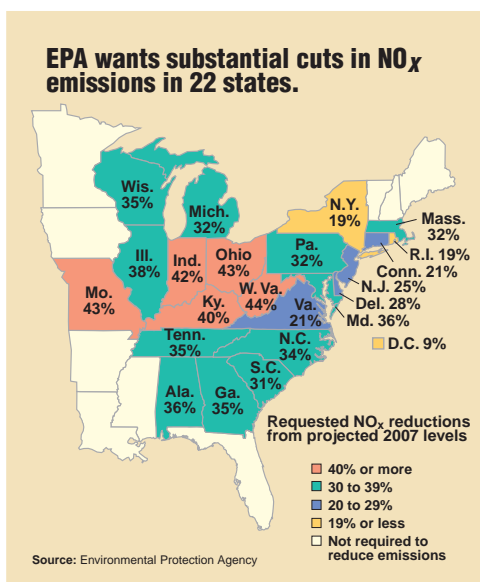 EPA wants substantial cuts in NOx
emissions in 22 states.
Wis.
35%
Mich.
32%
N.Y.
19%
Mass.
32%
R.I. 19%
Conn. 21%
N.J. 25%
Del. 28%
Md. 36%
D.C. 9%
Pa.
32%
Ill.
38%
Ind.
42%
Ohio
43%
W. Va.
44%
Va.
21%
Mo.
43%
Ky.
40%
Tenn.
35%
N.C.
34%
S.C.
31%
Ala.
36%
Ga.
35%
Requested NOx reductions
from projected 2007 levels
40% or more
30 to 39%
20 to 29%
19% or less
Not required to
reduce emissions
Source: Environmental Protection Agency